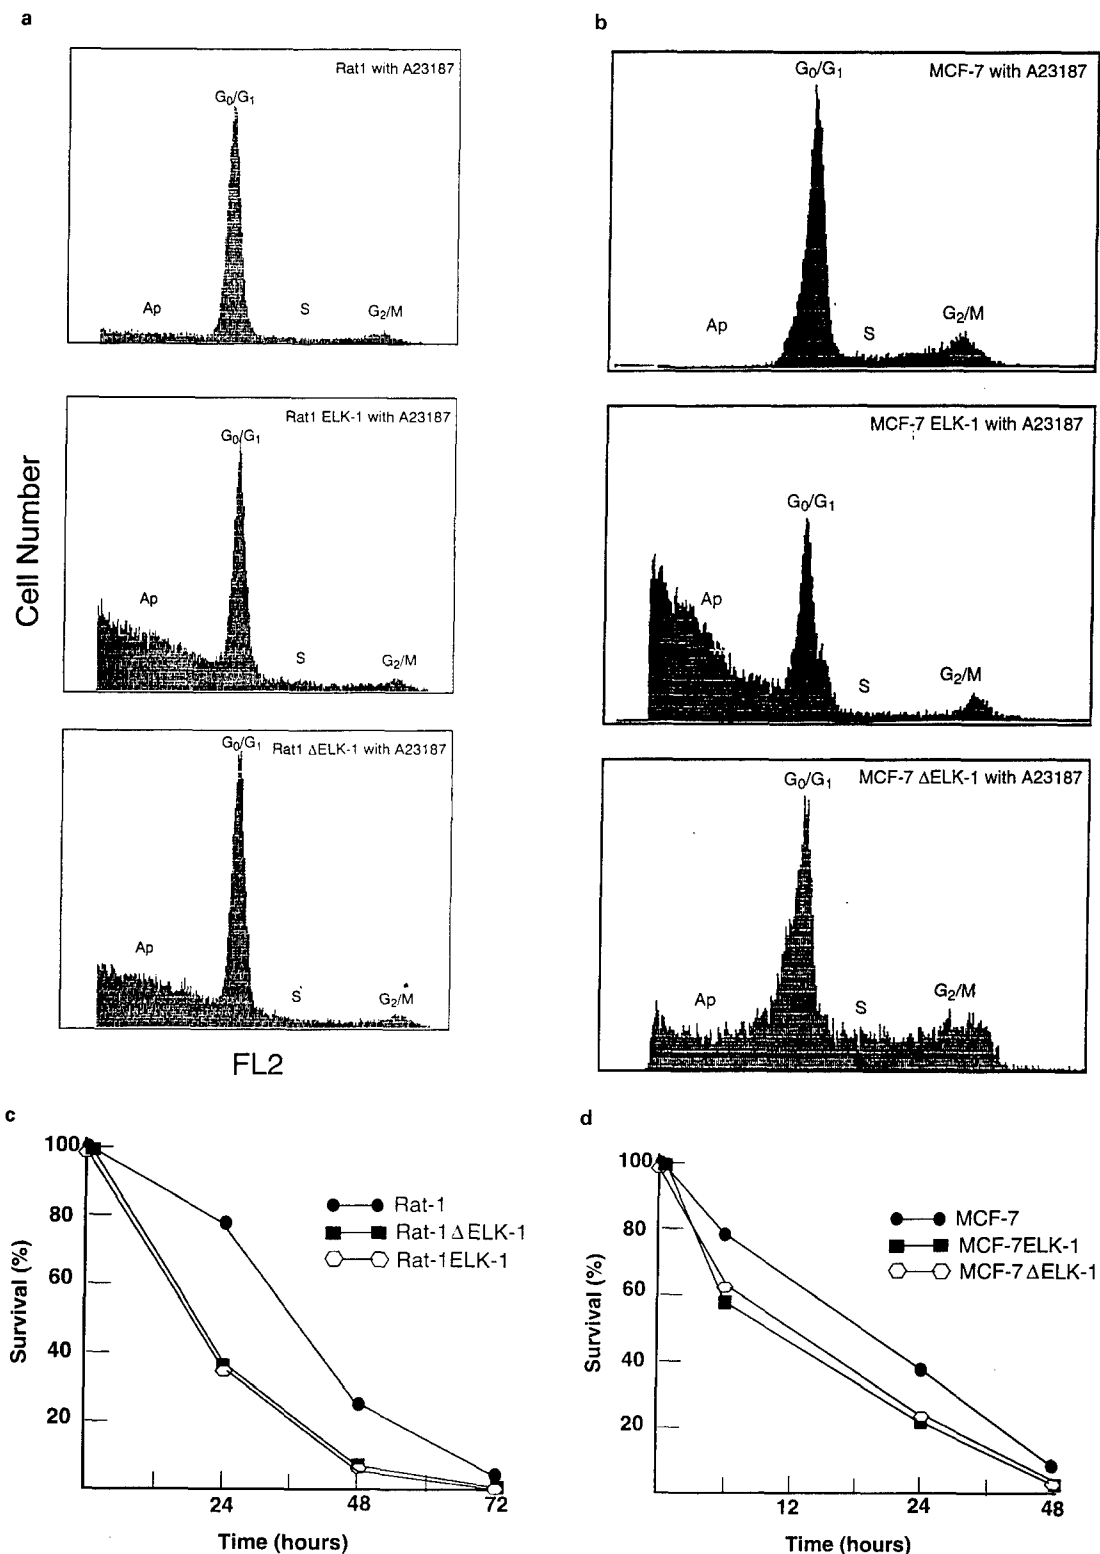 a
Rat1 with A23187
G₀/G₁
Ap
S
G₂/M
Rat1 ELK-1 with A23187
G₀/G₁
Ap
S
G₂/M
Rat1 ΔELK-1 with A23187
G₀/G₁
Ap
S
G₂/M
Cell Number
FL2
b
MCF-7 with A23187
G₀/G₁
Ap
S
G₂/M
MCF-7 ELK-1 with A23187
G₀/G₁
Ap
S
G₂/M
MCF-7 ΔELK-1 with A23187
G₀/G₁
Ap
S
G₂/M
c
100
80
60
40
20
Survival (%)
Rat-1
Rat-1ΔELK-1
Rat-1ELK-1
24
48
72
Time (hours)
d
100
80
60
40
20
Survival (%)
MCF-7
MCF-7ELK-1
MCF-7ΔELK-1
12
24
48
Time (hours)